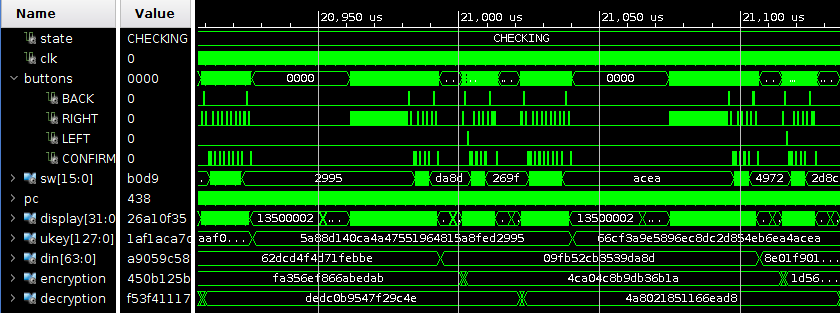 Name Value 20,950 us 21,000 us 21,050 us 21,100 us
state CHECKING CHECKING
clk 0
buttons 0000 0000 ... .. ... 0000 ... ... ..
BACK 0
RIGHT 0
LEFT 0
CONFIRM 0
sw[15:0] b0d9 . 2995 da8d 269f acea 4972 2d8c
pc 438
display[31:0 26a10f35 13500002 ... ... 13500002 ...
ukey[127:0] 1af1aca7c aaf0... 5a88d140ca4a47551964815a8fed2995 66cf3a9e5896ec8dc2d854eb6ea4acea
din[63:0] a9059c58 62dcd4f4d71febbe 09fb52cb3539da8d 8e01f901...
encryption 450b125b fa356ef866abedab 4ca04c8b9db36b1a 1d56...
decryption f53f41117 dedc0b9547f29c4e 4a8021851166ead8